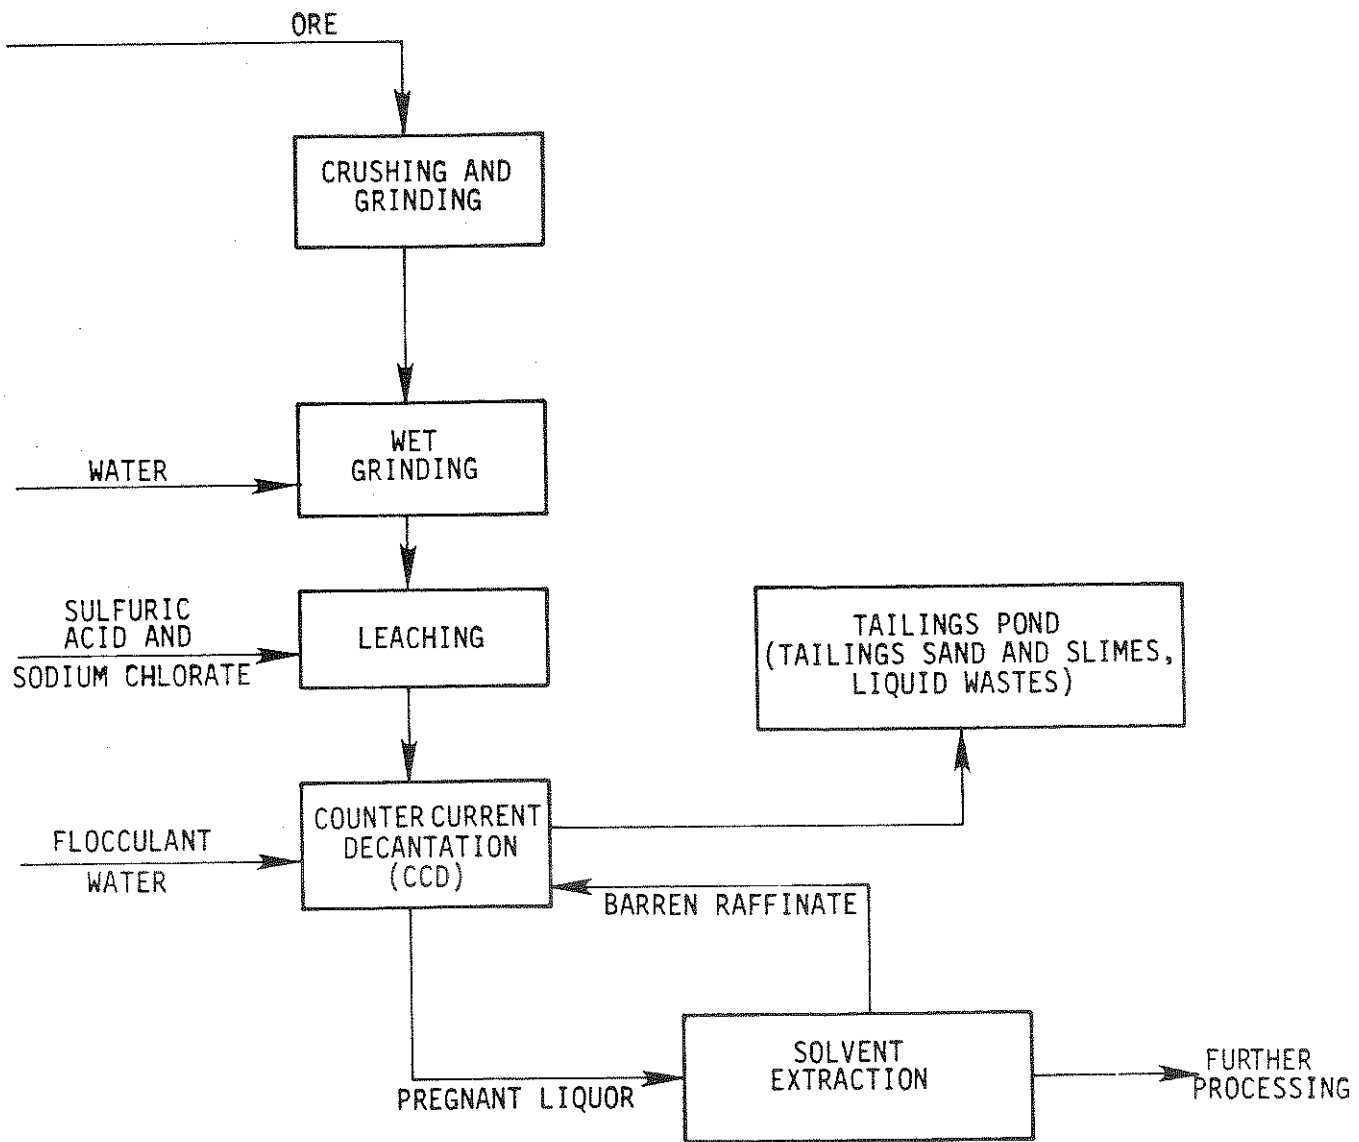 ORE
CRUSHING AND
GRINDING
WET
GRINDING
WATER
SULFURIC
ACID AND
SODIUM CHLORATE
LEACHING
TAILINGS POND
(TAILINGS SAND AND SLIMES,
LIQUID WASTES)
COUNTER CURRENT
DECANTATION
(CCD)
FLOCCULANT
WATER
BARREN RAFFINATE
SOLVENT
EXTRACTION
PREGNANT LIQUOR
FURTHER
PROCESSING